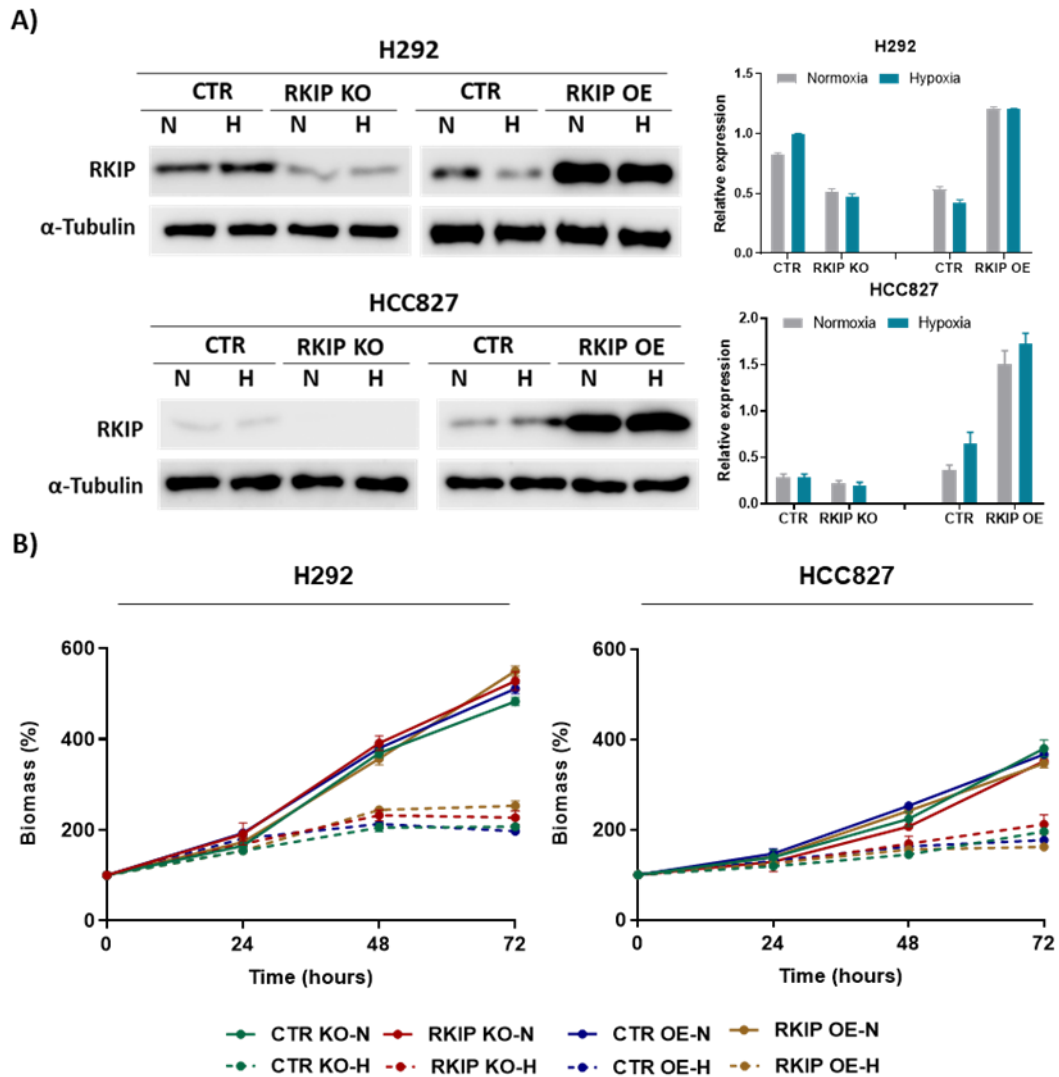 A)
H292
CTR RKIP KO CTR RKIP OE
N H N H N H N H
RKIP
α-Tubulin
H292
Normoxia Hypoxia
Relative expression
1.5
1.0
0.5
0.0
CTR RKIP KO CTR RKIP OE
HCC827
CTR RKIP KO CTR RKIP OE
N H N H N H N H
RKIP
α-Tubulin
HCC827
Normoxia Hypoxia
Relative expression
2.0
1.5
1.0
0.5
0.0
CTR RKIP KO CTR RKIP OE
B)
H292
Biomass (%)
600
400
200
0
0 24 48 72
Time (hours)
HCC827
Biomass (%)
600
400
200
0
0 24 48 72
Time (hours)
CTR KO-N RKIP KO-N CTR OE-N RKIP OE-N
CTR KO-H RKIP KO-H CTR OE-H RKIP OE-H